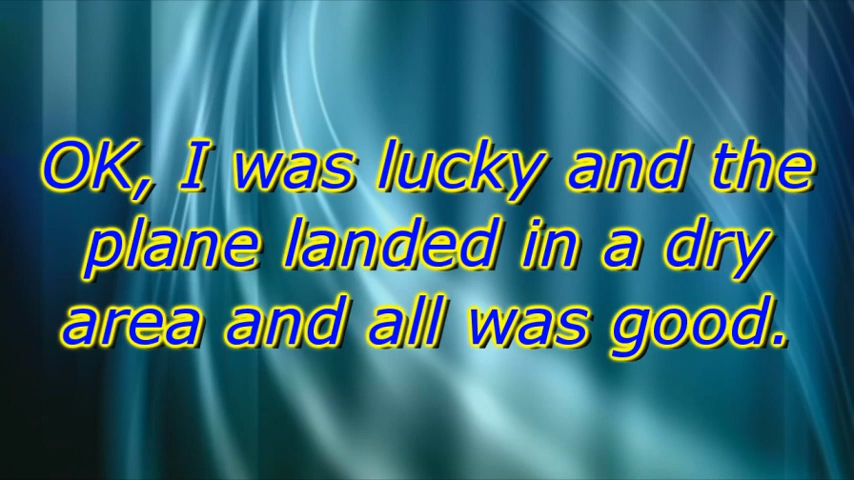 OK, I was lucky and the
plane landed in a dry
area and all was good.